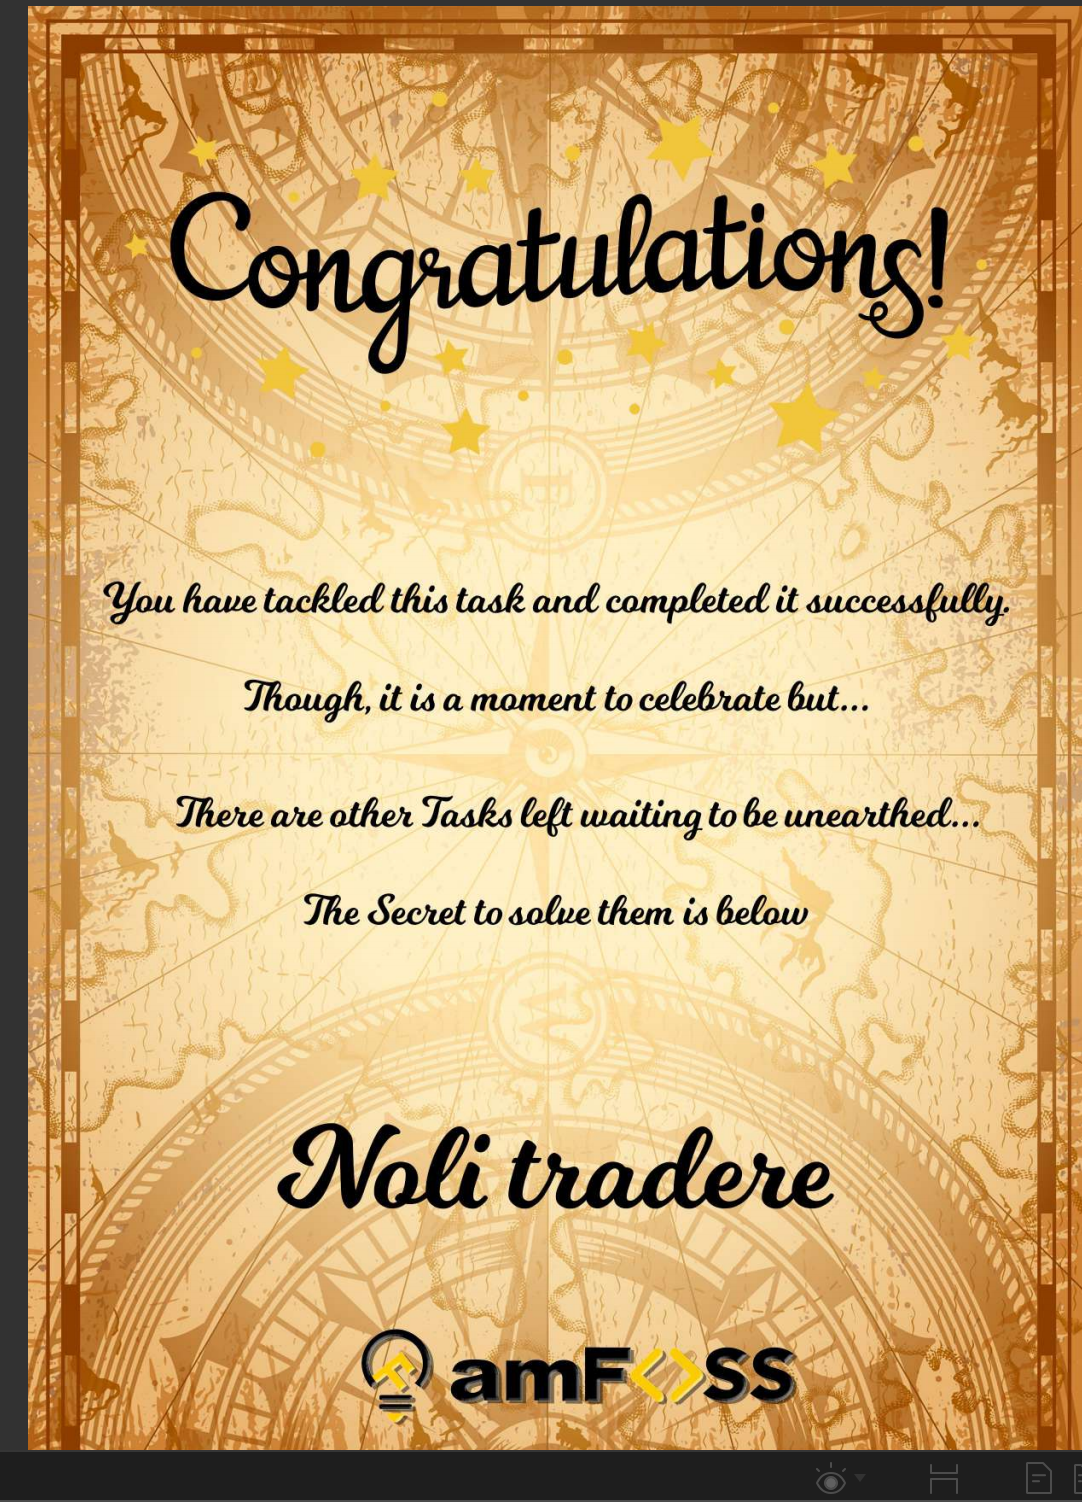 Congratulations!
You have tackled this task and completed it successfully.
Though, it is a moment to celebrate but...
There are other Tasks left waiting to be unearthed...
The Secret to solve them is below
Noli tradere
amF<>SS